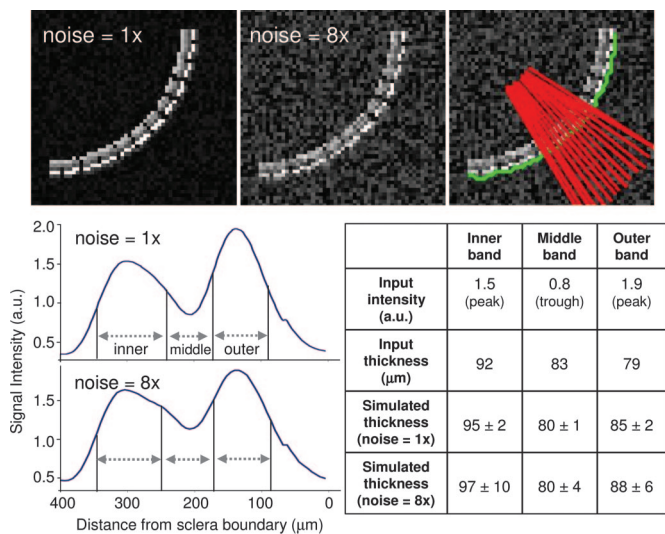 noise = 1x
noise = 8x
2.0
noise = 1x
1.5
1.0
0.5
inner
middle
outer
noise = 8x
1.5
1.0
0.5
400
300
200
100
0
Signal Intensity (a.u.)
Distance from sclera boundary (μm)
Inner band
Middle band
Outer band
Input intensity (a.u.)
1.5 (peak)
0.8 (trough)
1.9 (peak)
Input thickness (μm)
92
83
79
Simulated thickness (noise = 1x)
95 ± 2
80 ± 1
85 ± 2
Simulated thickness (noise = 8x)
97 ± 10
80 ± 4
88 ± 6